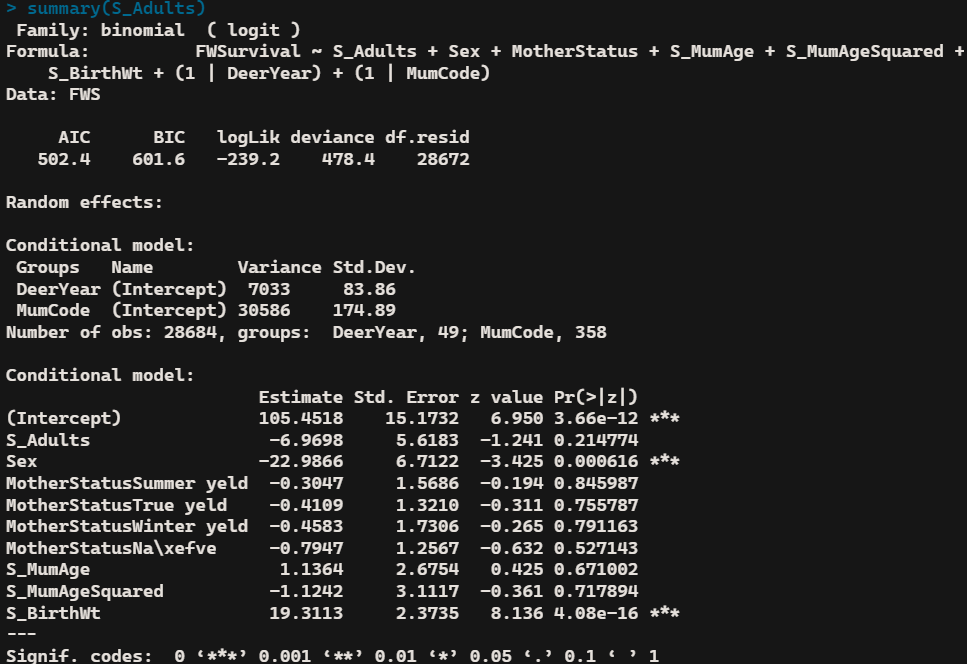 > summary(S_Adults)
 Family: binomial  ( logit )
Formula:          FWSurvival ~ S_Adults + Sex + MotherStatus + S_MumAge + S_MumAgeSquared +
    S_BirthWt + (1 | DeerYear) + (1 | MumCode)
Data: FWS

     AIC      BIC   logLik deviance df.resid
   502.4    601.6   -239.2    478.4    28672

Random effects:

Conditional model:
 Groups   Name        Variance Std.Dev.
 DeerYear (Intercept)  7033     83.86
 MumCode  (Intercept) 30586    174.89
Number of obs: 28684, groups:  DeerYear, 49; MumCode, 358

Conditional model:
                        Estimate Std. Error z value Pr(>|z|)
(Intercept)             105.4518    15.1732   6.950 3.66e-12 ***
S_Adults                 -6.9698     5.6183  -1.241 0.214774
Sex                     -22.9866     6.7122  -3.425 0.000616 ***
MotherStatusSummer yeld  -0.3047     1.5686  -0.194 0.845987
MotherStatusTrue yeld    -0.4109     1.3210  -0.311 0.755787
MotherStatusWinter yeld  -0.4583     1.7306  -0.265 0.791163
MotherStatusNa\xefve     -0.7947     1.2567  -0.632 0.527143
S_MumAge                  1.1364     2.6754   0.425 0.671002
S_MumAgeSquared          -1.1242     3.1117  -0.361 0.717894
S_BirthWt                19.3113     2.3735   8.136 4.08e-16 ***
---
Signif. codes:  0 ‘***’ 0.001 ‘**’ 0.01 ‘*’ 0.05 ‘.’ 0.1 ‘ ’ 1